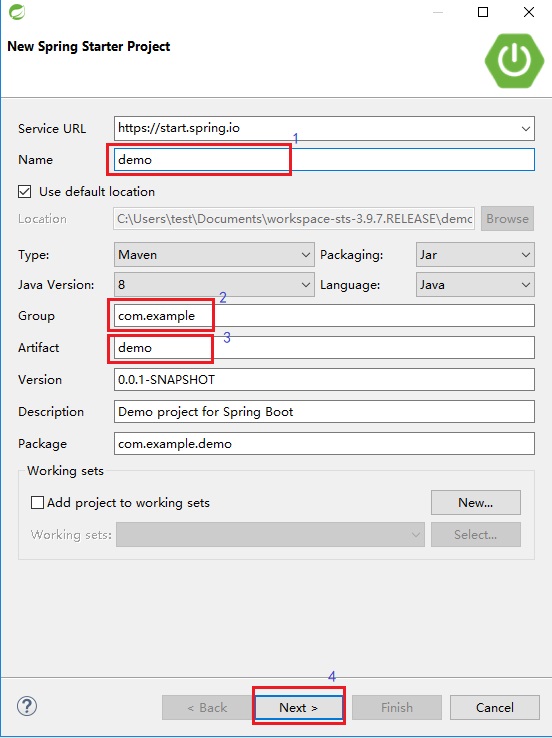 New Spring Starter Project
Service URL https://start.spring.io
1
Name demo
Use default location
Location C:\Users\test\Documents\workspace-sts-3.9.7.RELEASE\demo Browse
Type: Maven Packaging: Jar
Java Version: 8 Language: Java
2
Group com.example
3
Artifact demo
Version 0.0.1-SNAPSHOT
Description Demo project for Spring Boot
Package com.example.demo
Working sets
Add project to working sets New...
Working sets: Select...
4
? < Back Next > Finish Cancel